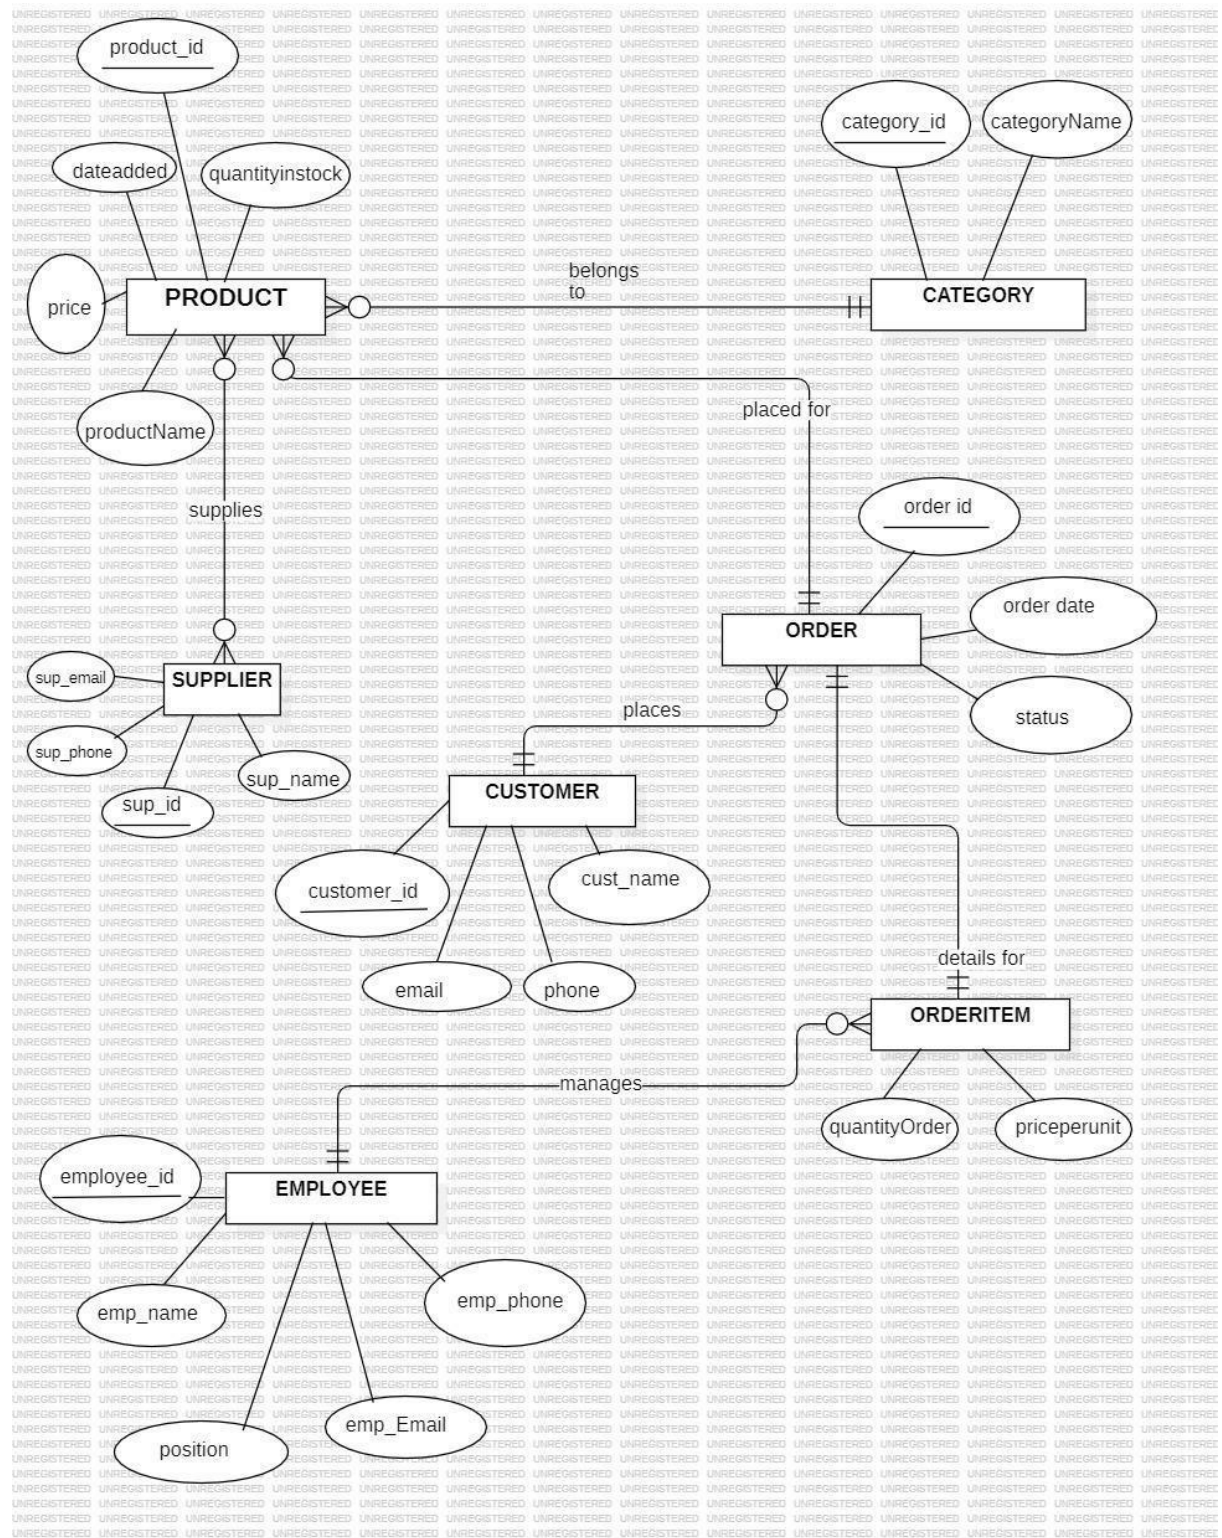 product_id
dateadded
quantityinstock
category_id
categoryName
price
PRODUCT
belongs
to
CATEGORY
productName
placed for
supplies
order id
order date
ORDER
status
sup_email
SUPPLIER
sup_phone
sup_name
sup_id
places
CUSTOMER
customer_id
cust_name
email
phone
details for
ORDERITEM
manages
quantityOrder
priceperunit
employee_id
EMPLOYEE
emp_name
emp_phone
position
emp_Email
UNREGISTERED